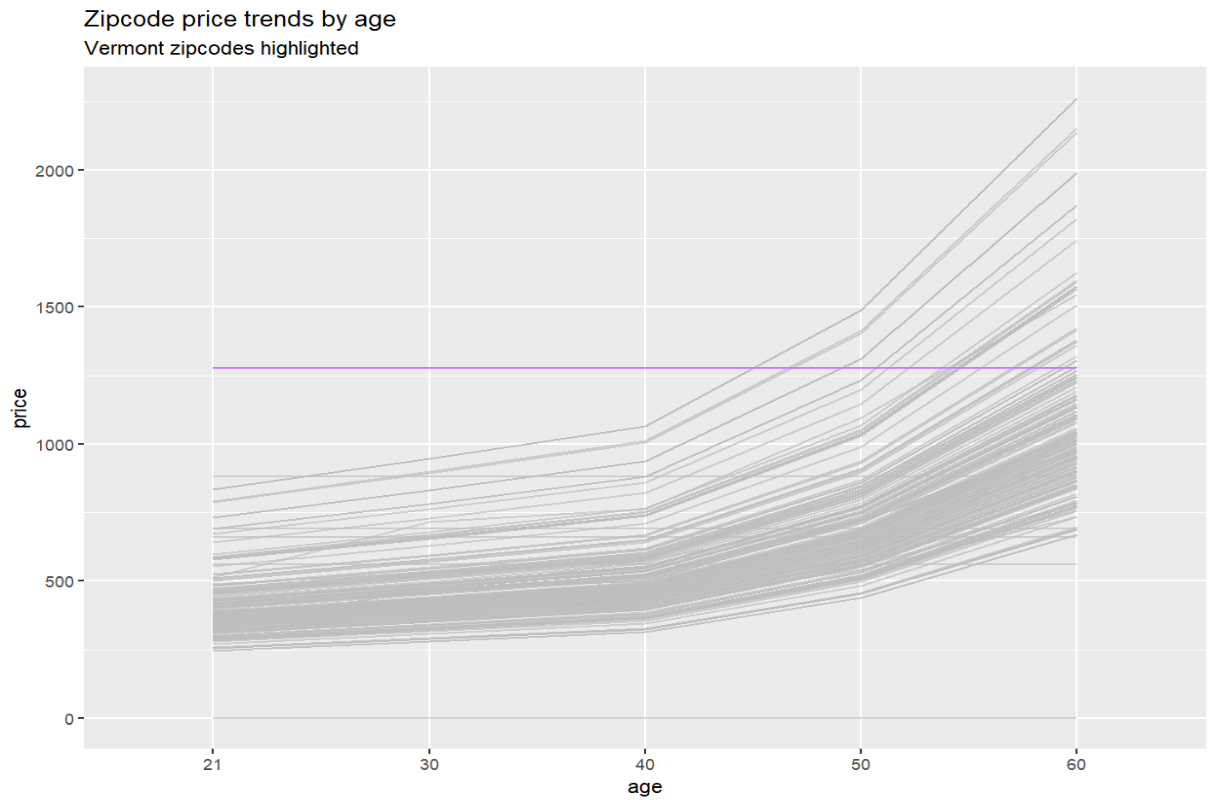 Zipcode price trends by age
Vermont zipcodes highlighted
2000
1500
1000
500
0
price
21 30 40 50 60
age